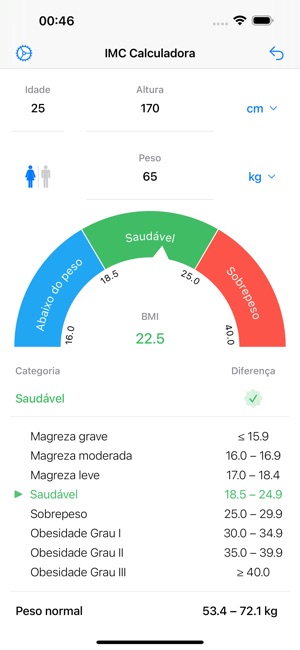 00:46
IMC Calculadora
Idade
Altura
25
170
cm
Peso
65
kg
Abaixo do peso
Saudável
Sobrepeso
16.0
18.5
25.0
40.0
BMI
22.5
Categoria
Diferença
Saudável
Magreza grave
≤ 15.9
Magreza moderada
16.0 – 16.9
Magreza leve
17.0 – 18.4
Saudável
18.5 – 24.9
Sobrepeso
25.0 – 29.9
Obesidade Grau I
30.0 – 34.9
Obesidade Grau II
35.0 – 39.9
Obesidade Grau III
≥ 40.0
Peso normal
53.4 – 72.1 kg